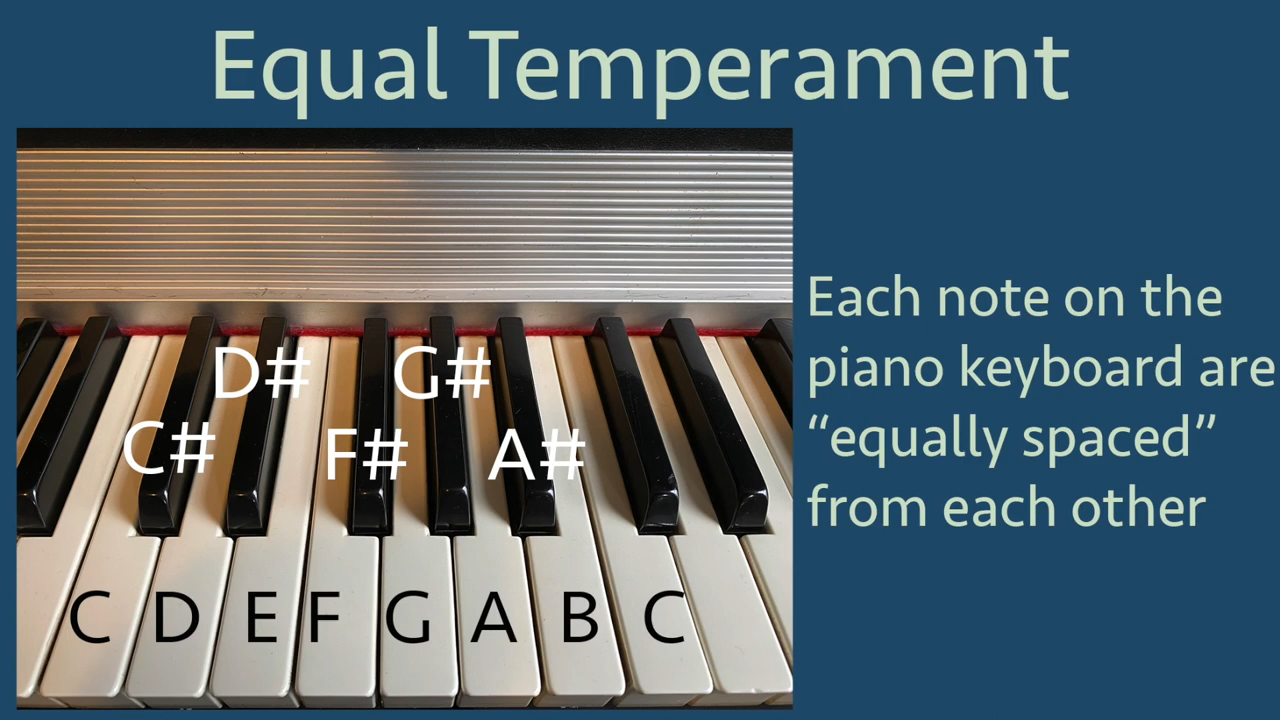 Equal Temperament
D# G#
C# F# A#
C D E F G A B C
Each note on the
piano keyboard are
“equally spaced”
from each other